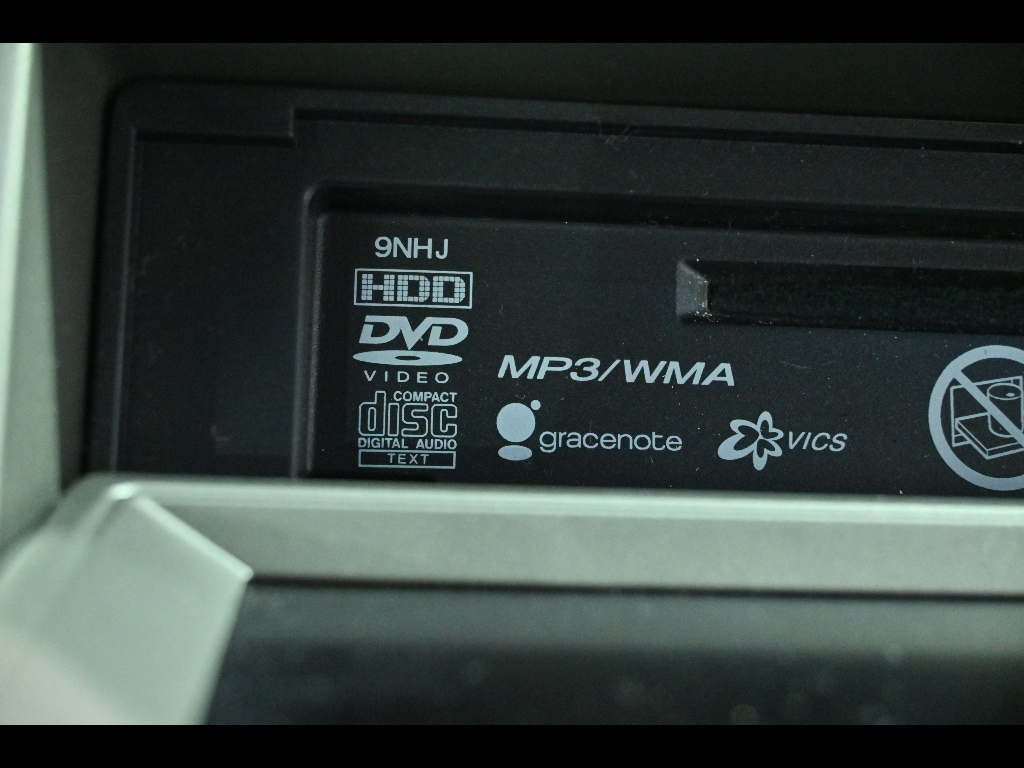 9NHJ
HDD
DVD
VIDEO
COMPACT
disc
DIGITAL AUDIO
TEXT
MP3/WMA
gracenote
VICS